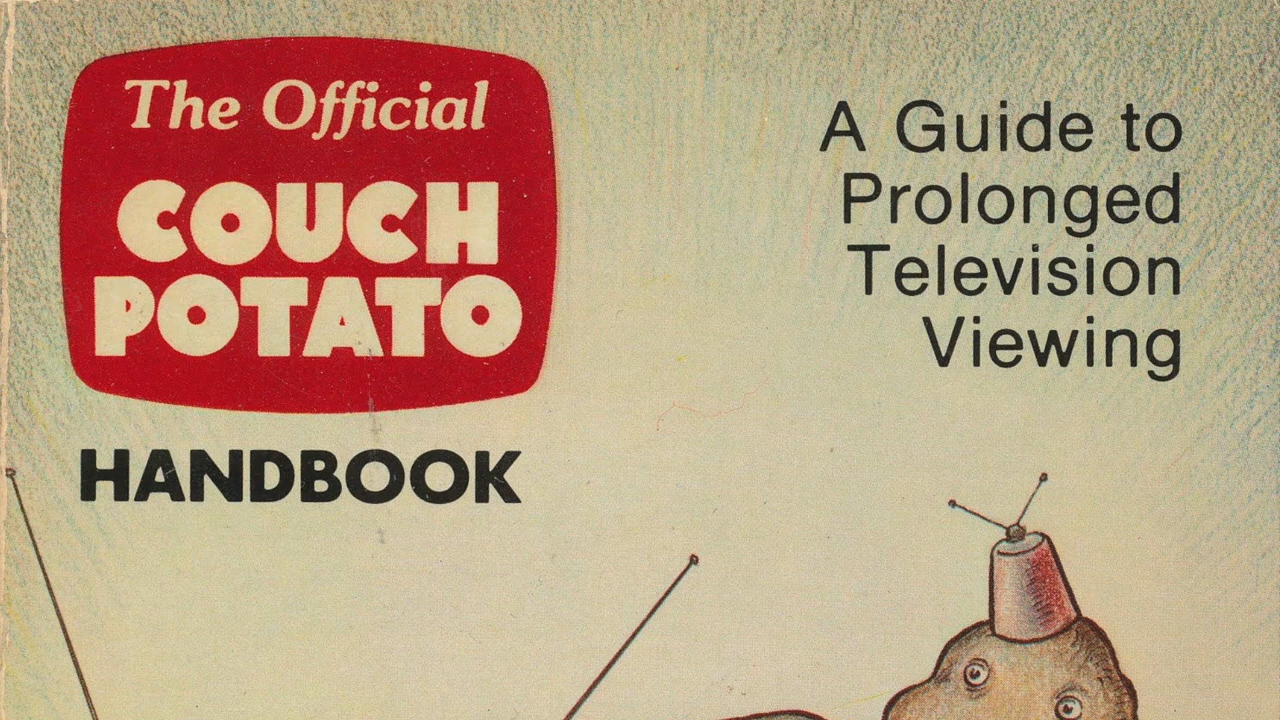 The Official
COUCH
POTATO
HANDBOOK
A Guide to
Prolonged
Television
Viewing